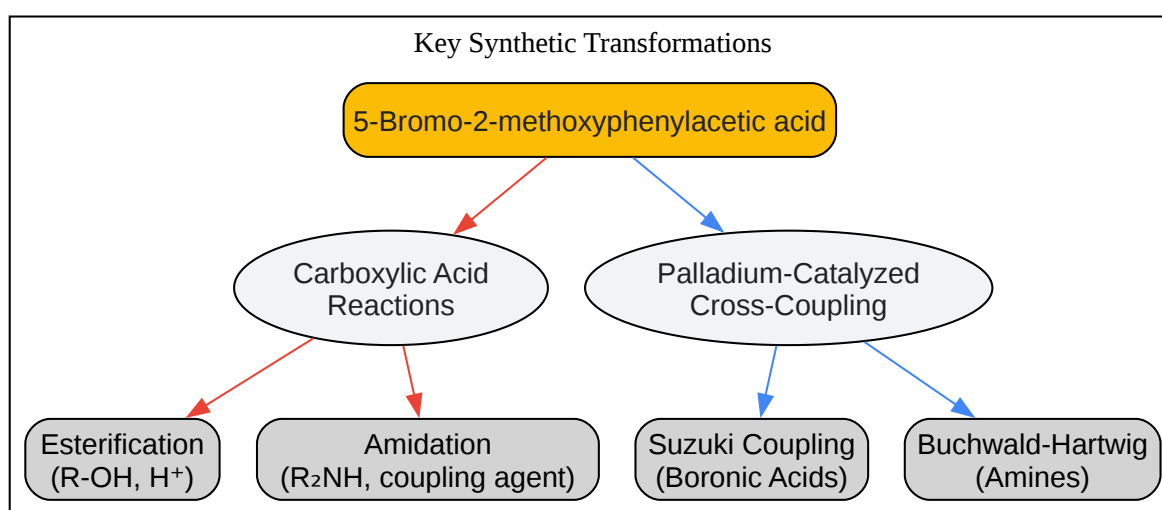 Key Synthetic Transformations
5-Bromo-2-methoxyphenylacetic acid
Carboxylic Acid
Reactions
Palladium-Catalyzed
Cross-Coupling
Esterification
(R-OH, H⁺)
Amidation
(R₂NH, coupling agent)
Suzuki Coupling
(Boronic Acids)
Buchwald-Hartwig
(Amines)